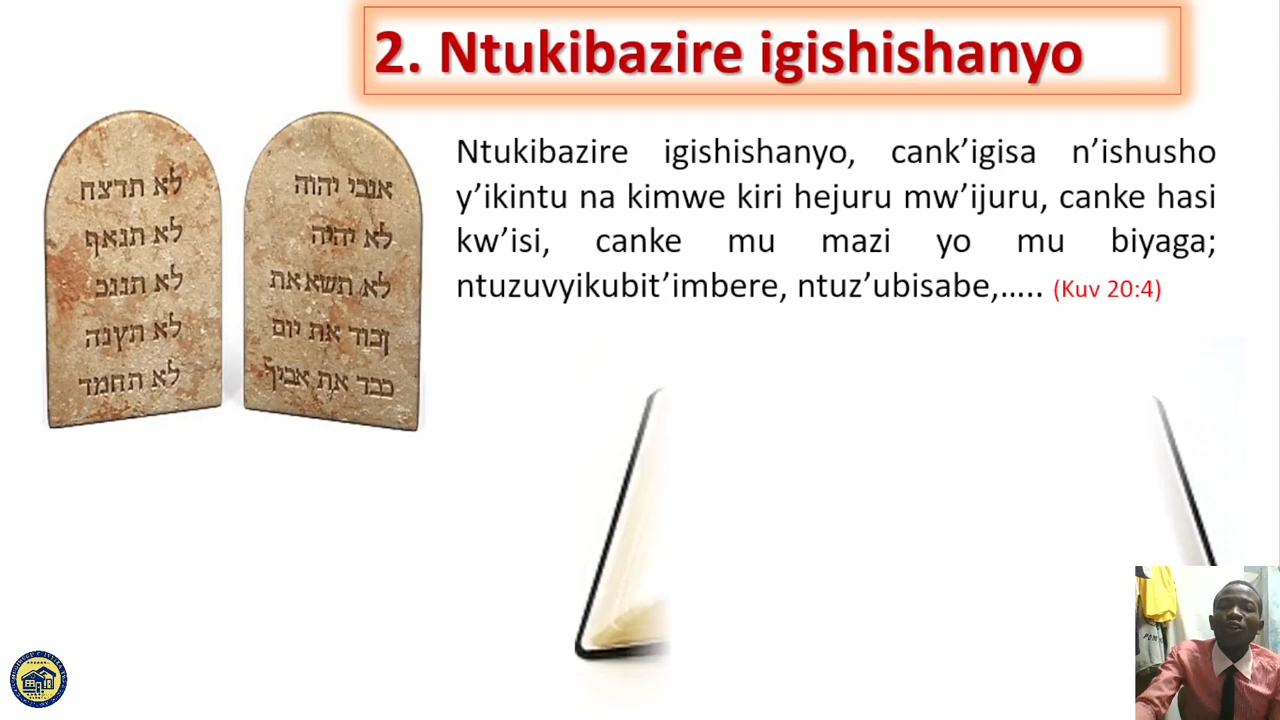 2. Ntukibazire igishishanyo
Ntukibazire igishishanyo, cank’igisa n’ishusho
y’ikintu na kimwe kiri hejuru mw’ijuru, canke hasi
kw’isi, canke mu mazi yo mu biyaga;
ntuzuvyikubit’imbere, ntuz’ubisabe,….. (Kuv 20:4)
אנכי יהוה
לא יהיה
לא תשא את
זכור את יום
כבד את אביך
לא תרצח
לא תנאף
לא תגנב
לא תענה
לא תחמד